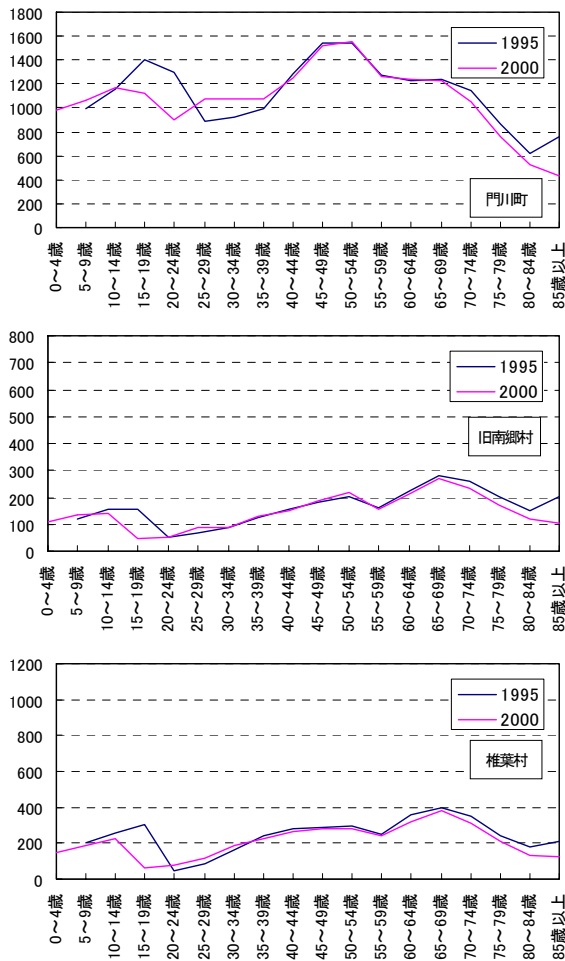 1800
1600
1400
1200
1000
800
600
400
200
0
1995
2000
門川町
0～4歳
5～9歳
10～14歳
15～19歳
20～24歳
25～29歳
30～34歳
35～39歳
40～44歳
45～49歳
50～54歳
55～59歳
60～64歳
65～69歳
70～74歳
75～79歳
80～84歳
85歳以上
800
700
600
500
400
300
200
100
0
1995
2000
旧南郷村
0～4歳
5～9歳
10～14歳
15～19歳
20～24歳
25～29歳
30～34歳
35～39歳
40～44歳
45～49歳
50～54歳
55～59歳
60～64歳
65～69歳
70～74歳
75～79歳
80～84歳
85歳以上
1200
1000
800
600
400
200
0
1995
2000
椎葉村
0～4歳
5～9歳
10～14歳
15～19歳
20～24歳
25～29歳
30～34歳
35～39歳
40～44歳
45～49歳
50～54歳
55～59歳
60～64歳
65～69歳
70～74歳
75～79歳
80～84歳
85歳以上